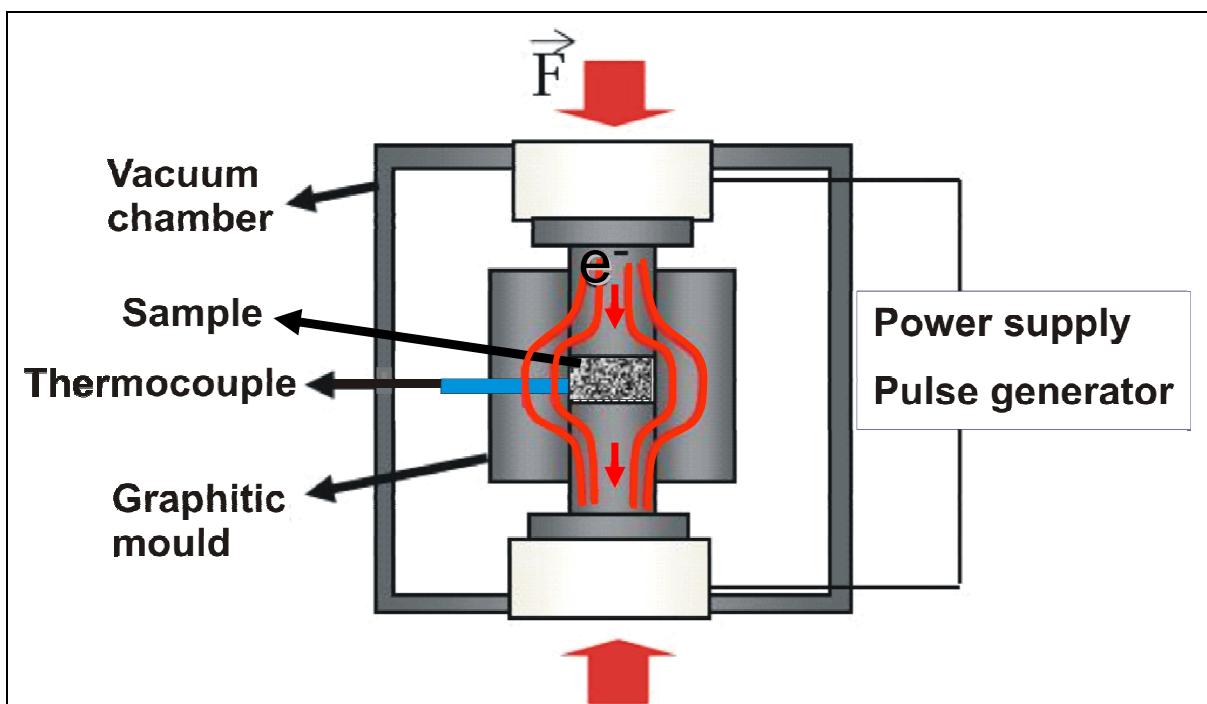 F
Vacuum
chamber
e-
Sample
Power supply
Thermocouple
Pulse generator
Graphitic
mould